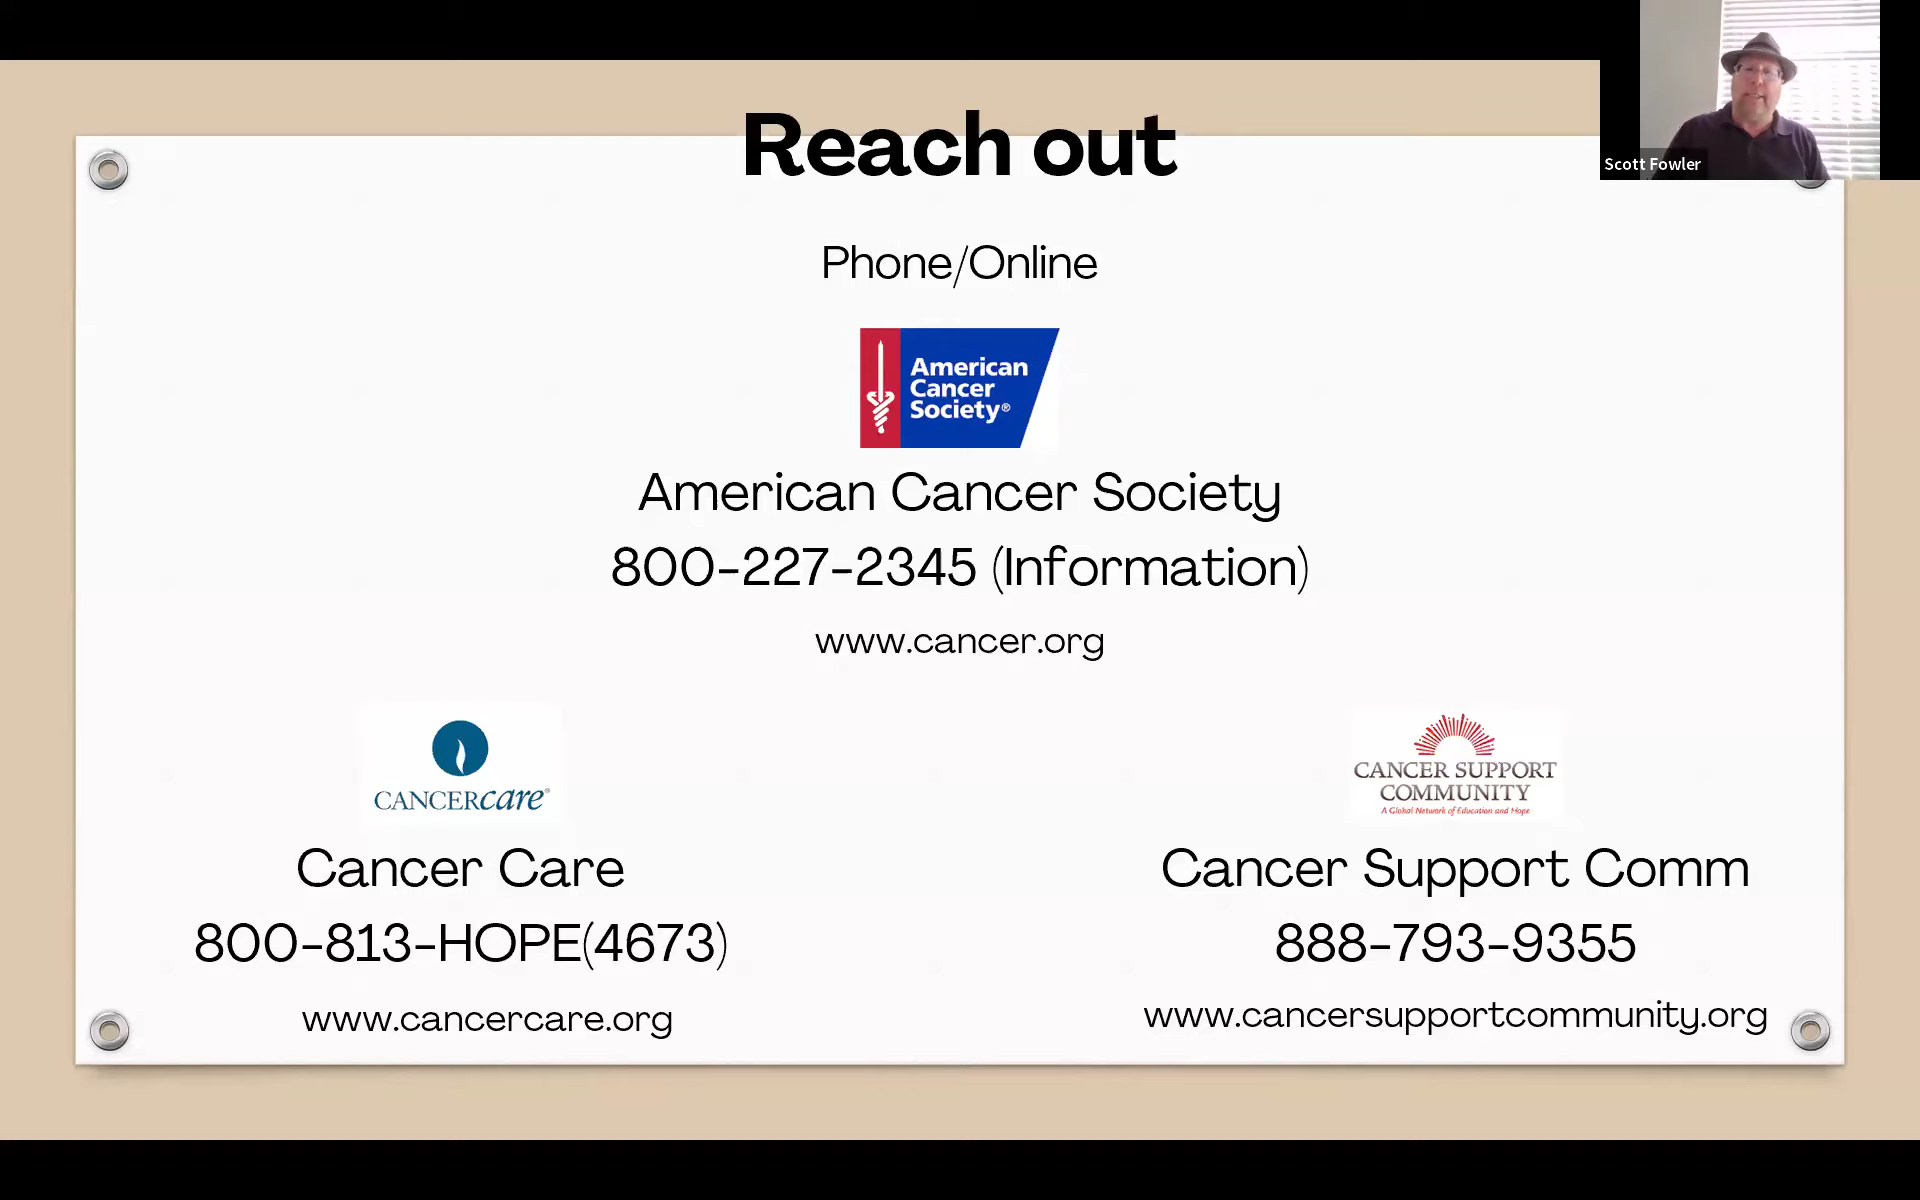 Scott Fowler
Reach out
Phone/Online
American
Cancer
Society®
American Cancer Society
800-227-2345 (Information)
www.cancer.org
CANCERcare®
Cancer Care
800-813-HOPE(4673)
www.cancercare.org
CANCER SUPPORT
COMMUNITY
A Global Network of Education and Hope
Cancer Support Comm
888-793-9355
www.cancersupportcommunity.org